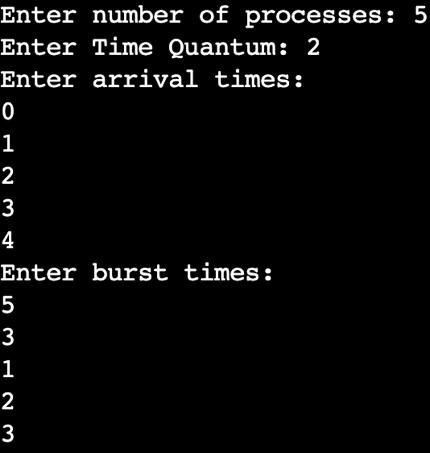 Enter number of processes: 5
Enter Time Quantum: 2
Enter arrival times:
0
1
2
3
4
Enter burst times:
5
3
1
2
3